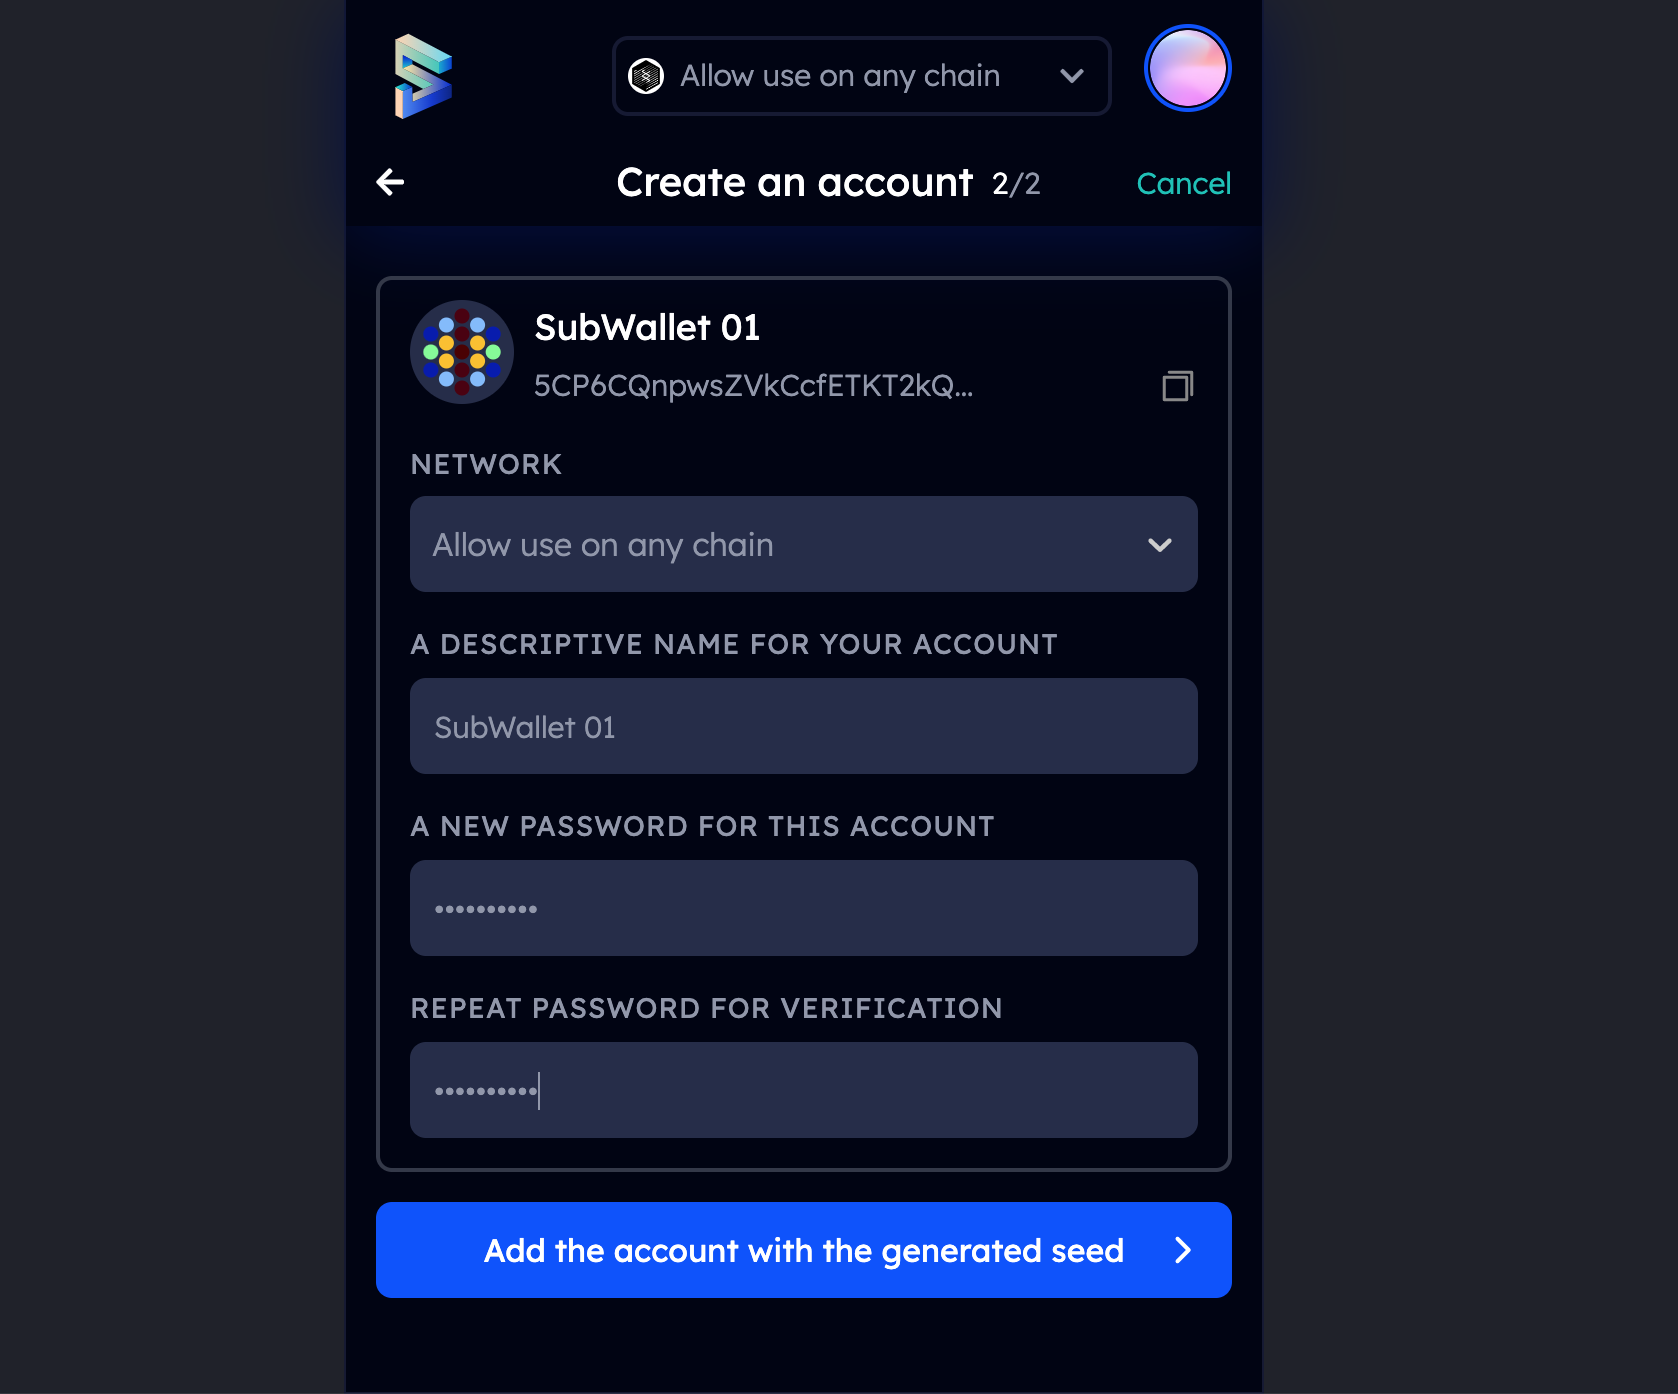 Allow use on any chain
Create an account 2/2
Cancel
SubWallet 01
5CP6CQnpwsZVkCcfETKT2kQ...
NETWORK
Allow use on any chain
A DESCRIPTIVE NAME FOR YOUR ACCOUNT
SubWallet 01
A NEW PASSWORD FOR THIS ACCOUNT
••••••••••
REPEAT PASSWORD FOR VERIFICATION
••••••••••
Add the account with the generated seed